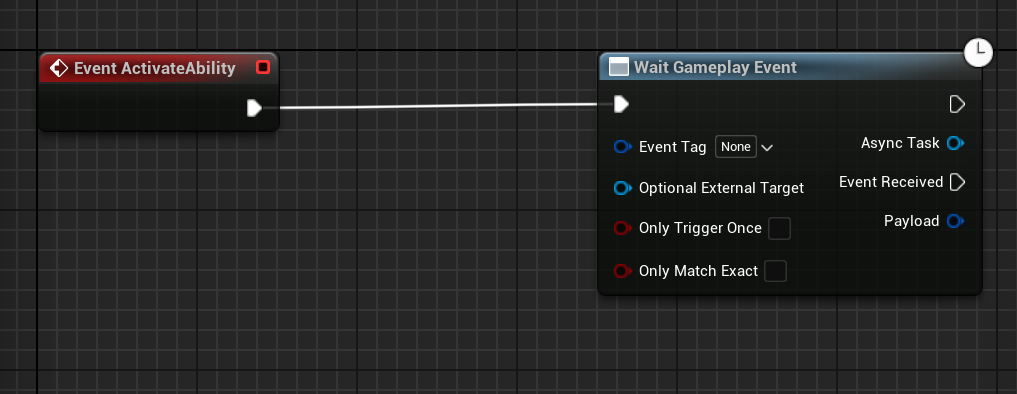 Event ActivateAbility
Wait Gameplay Event
Event Tag None
Async Task
Optional External Target
Event Received
Only Trigger Once
Payload
Only Match Exact